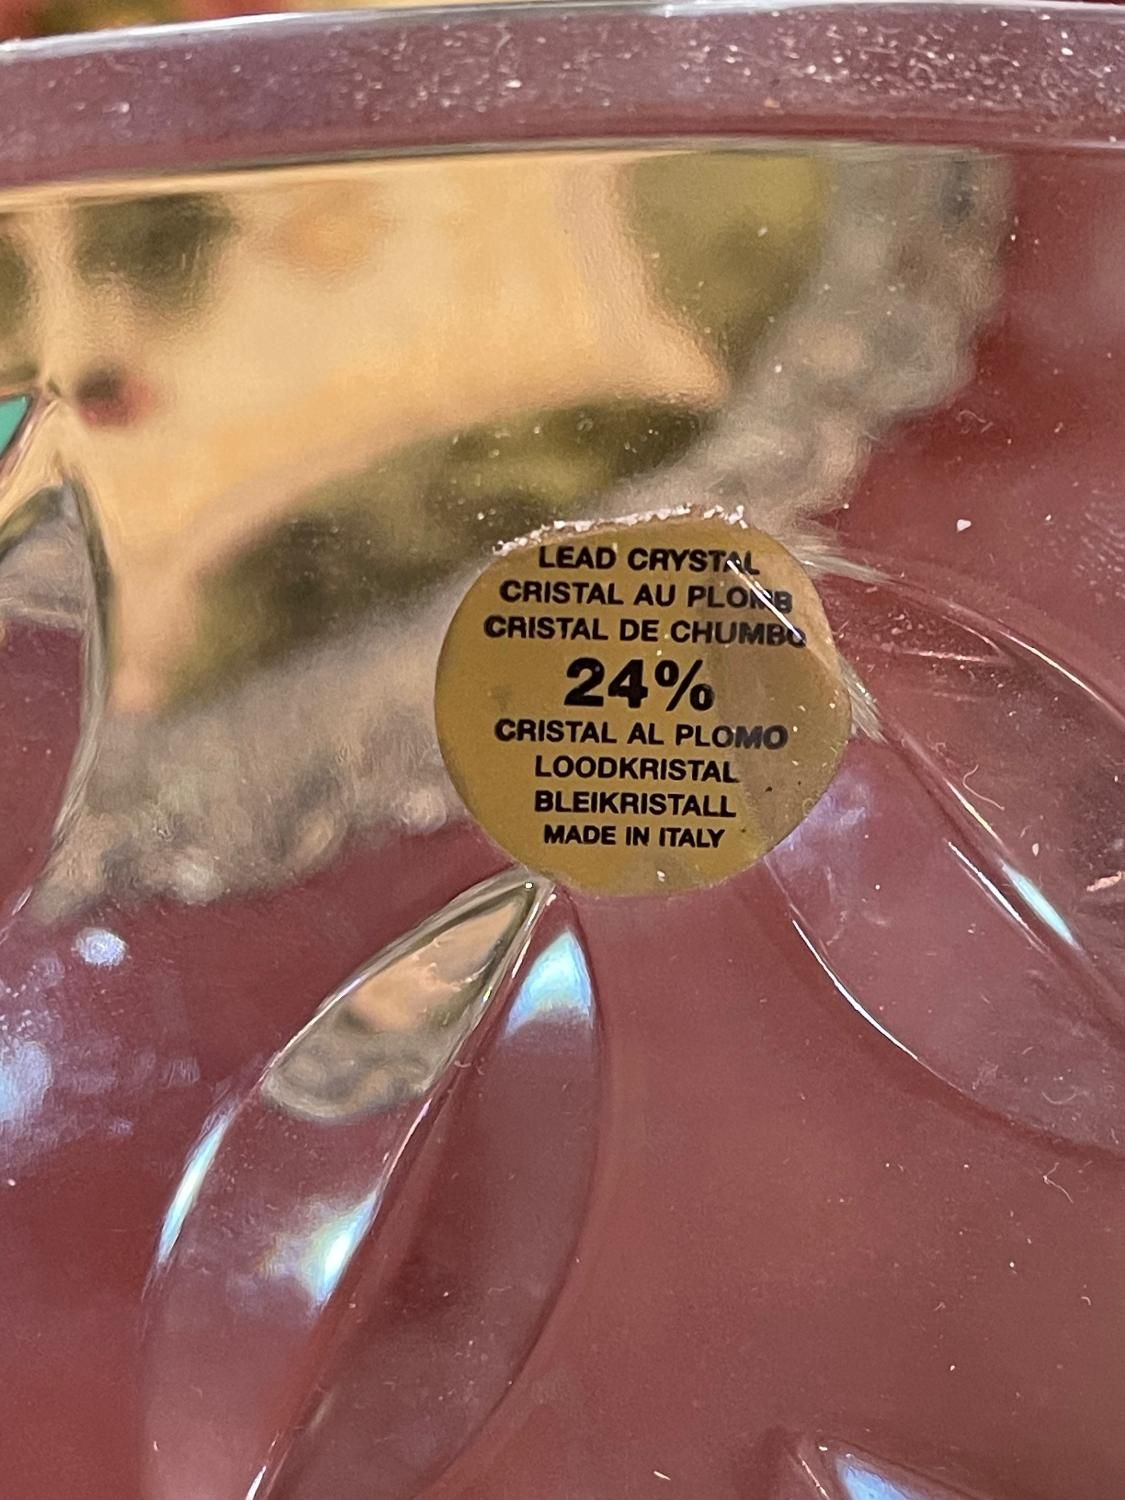 LEAD CRYSTAL
CRISTAL AU PLOMB
CRISTAL DE CHUMBO
24%
CRISTAL AL PLOMO
LOODKRISTAL
BLEIKRISTALL
MADE IN ITALY